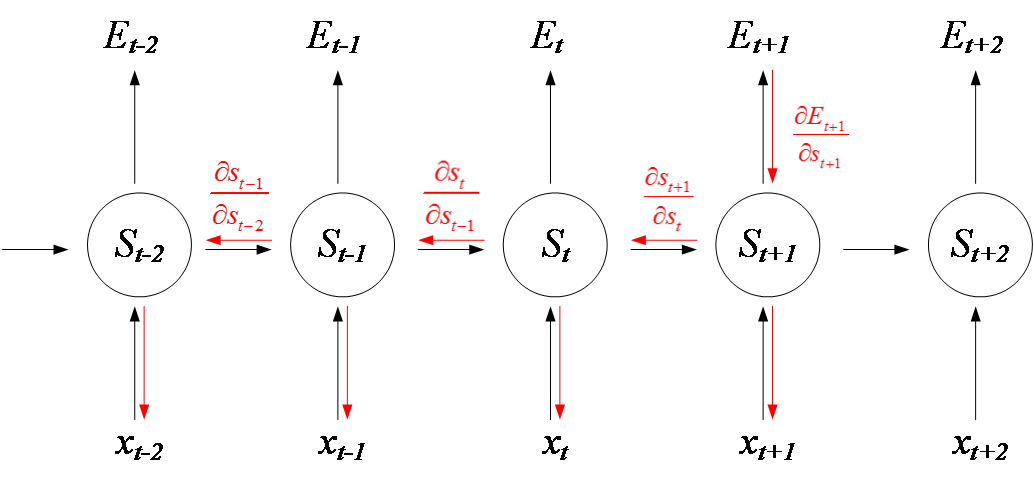 E_{t-2} E_{t-1} E_t E_{t+1} E_{t+2}
∂E_{t+1}
∂s_{t+1}
∂s_{t-1}
∂s_{t-2}
∂s_t
∂s_{t-1}
∂s_{t+1}
∂s_t
S_{t-2} S_{t-1} S_t S_{t+1} S_{t+2}
x_{t-2} x_{t-1} x_t x_{t+1} x_{t+2}